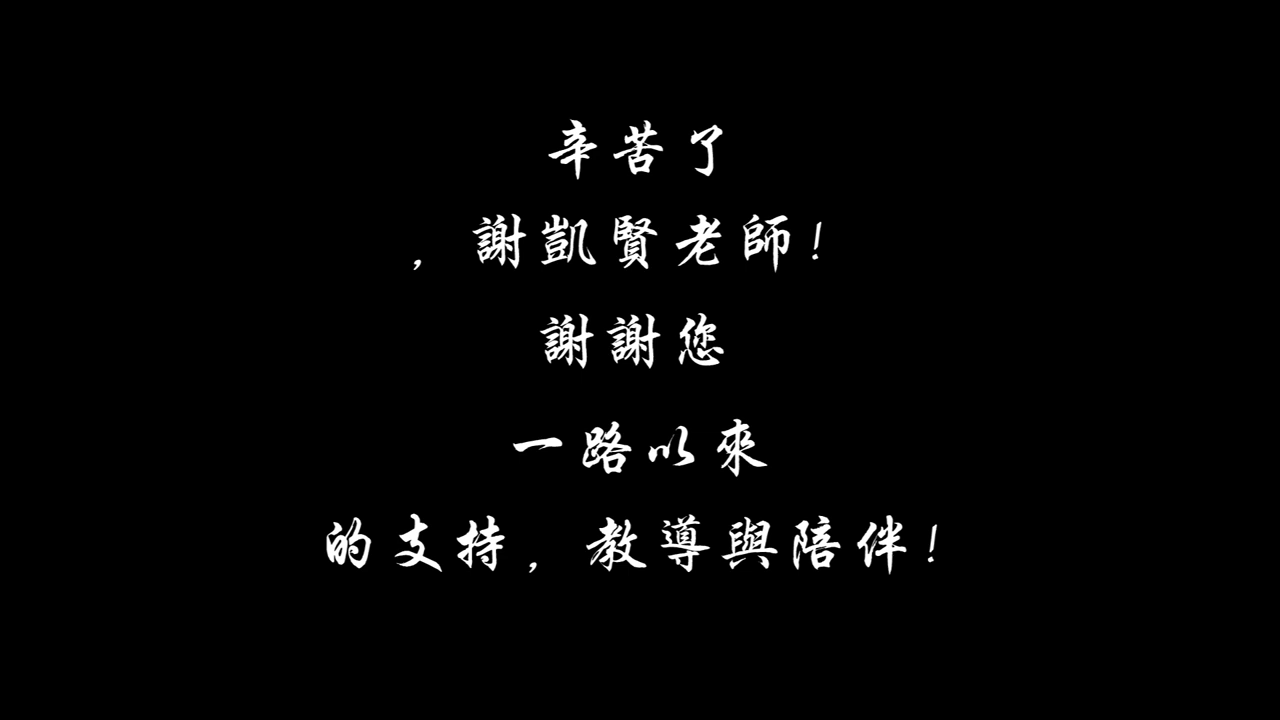 辛苦了
，謝凱賢老師！
謝謝您
一路以來
的支持，教導與陪伴！